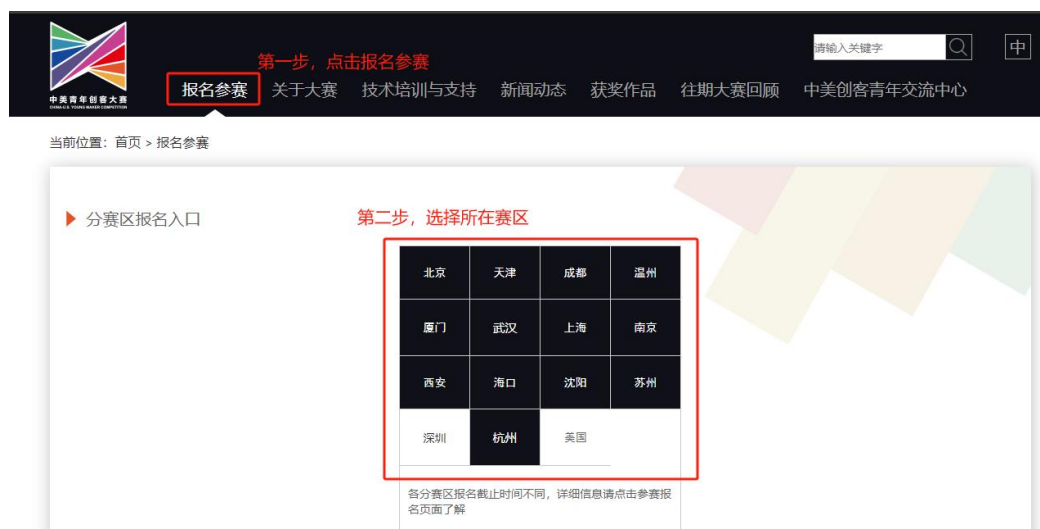 请输入关键字
中
第一步，点击报名参赛
中美青年创客大赛
CHINA-U.S. YOUNG MAKER COMPETITION
报名参赛 关于大赛 技术培训与支持 新闻动态 获奖作品 往期大赛回顾 中美创客青年交流中心
当前位置：首页 > 报名参赛
分赛区报名入口
第二步，选择所在赛区
北京 天津 成都 温州
厦门 武汉 上海 南京
西安 海口 沈阳 苏州
深圳 杭州 美国
各分赛区报名截止时间不同，详细信息请点击参赛报
名页面了解